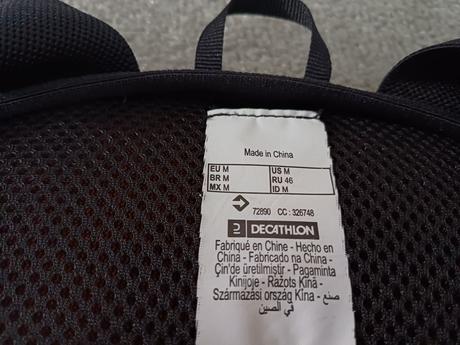 Made in China
EU M US M
BR M RU 46
MX M ID M
72890 CC : 326748
DECATHLON
Fabriqué en Chine - Hecho en
China - Fabricado na China -
Çin'de üretilmiştir - Pagaminta
Kinijoje - Ražots Ķīnā -
Származási ország Kína - صنع
في الصين